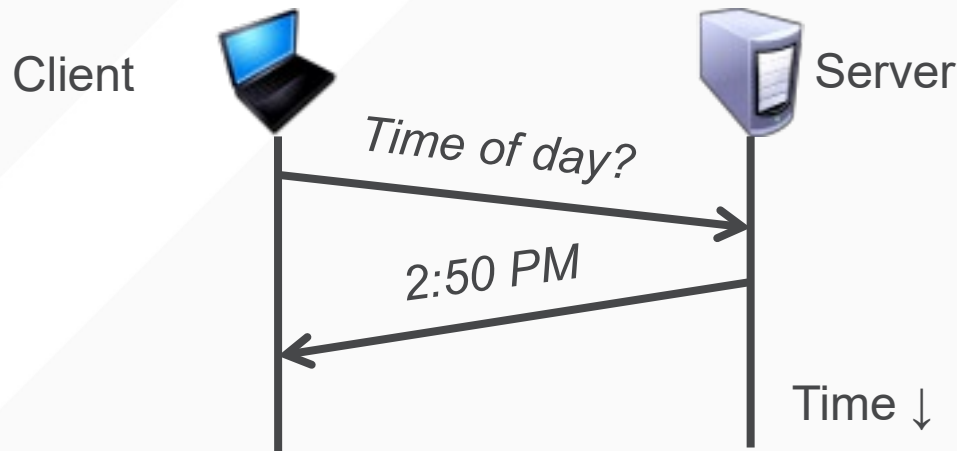 Client
Server
Time of day?
2:50 PM
Time ↓